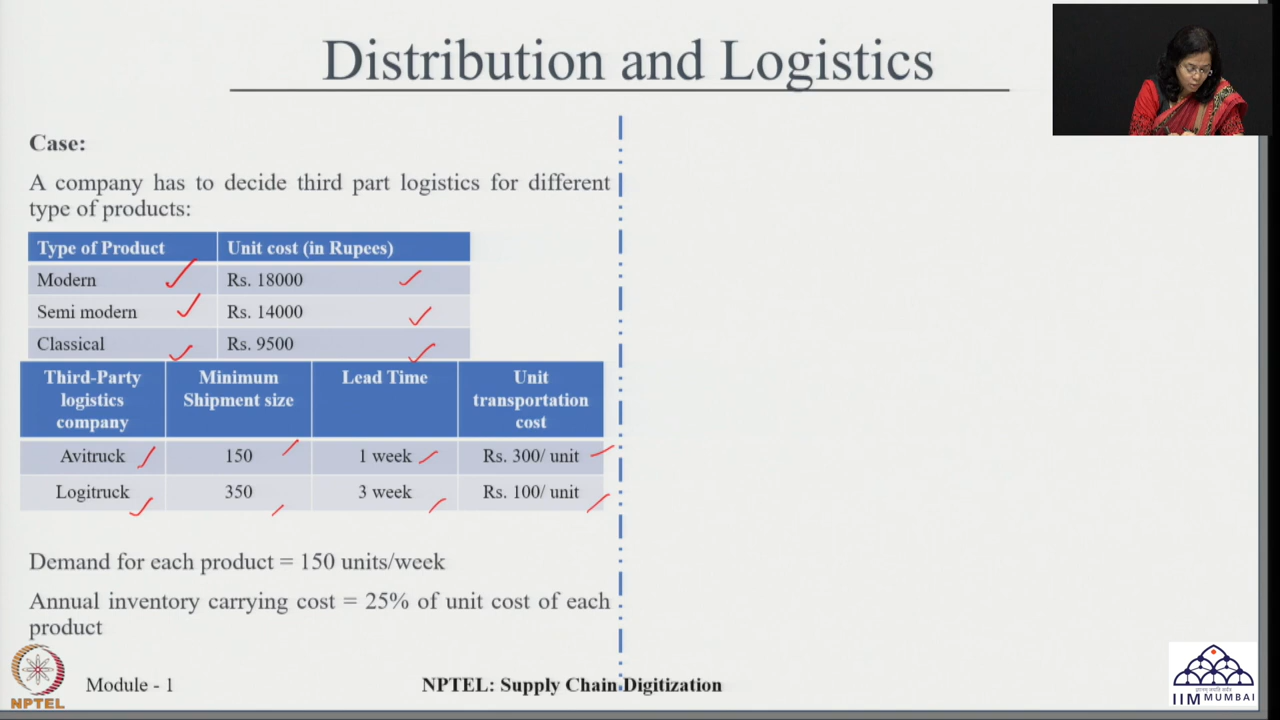 Distribution and Logistics
Case:
A company has to decide third part logistics for different
type of products:
Type of Product Unit cost (in Rupees)
Modern Rs. 18000
Semi modern Rs. 14000
Classical Rs. 9500
Third-Party logistics company Minimum Shipment size Lead Time Unit transportation cost
Avitruck 150 1 week Rs. 300/ unit
Logitruck 350 3 week Rs. 100/ unit
Demand for each product = 150 units/week
Annual inventory carrying cost = 25% of unit cost of each
product
NPTEL
Module - 1
NPTEL: Supply Chain Digitization
IIM MUMBAI